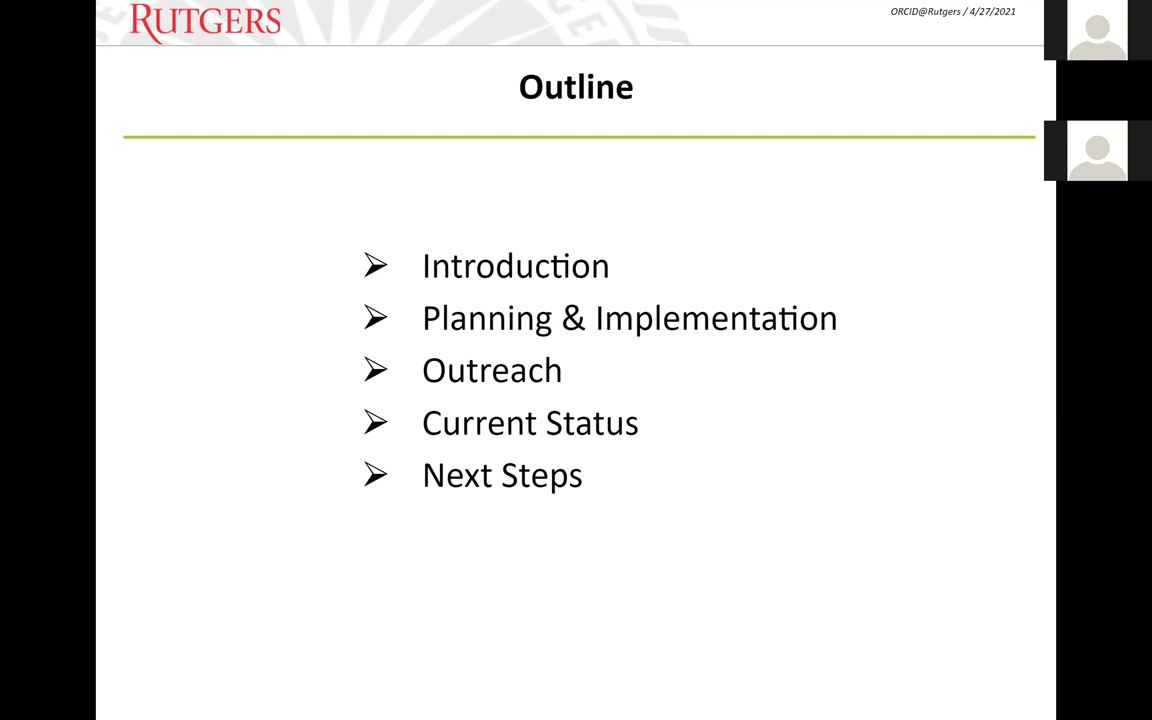 RUTGERS
ORCID@Rutgers / 4/27/2021
Outline
➢ Introduction
➢ Planning & Implementation
➢ Outreach
➢ Current Status
➢ Next Steps